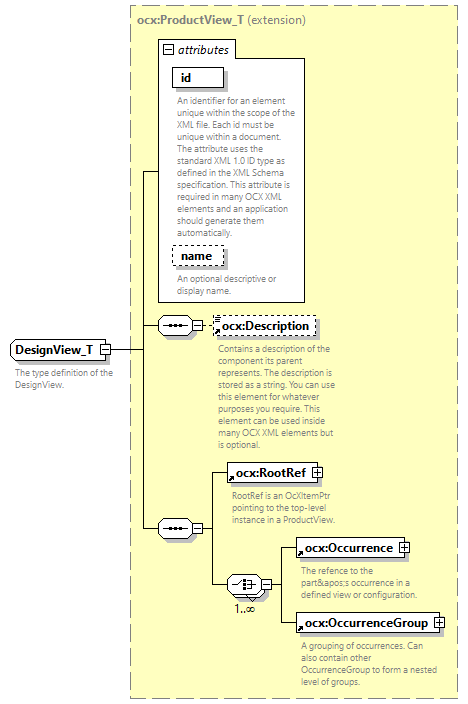 ocx:ProductView_T (extension)
attributes
id
An identifier for an element
unique within the scope of the
XML file. Each id must be
unique within a document.
The attribute uses the
standard XML 1.0 ID type as
defined in the XML Schema
specification. This attribute is
required in many OCX XML
elements and an application
should generate them
automatically.
name
An optional descriptive or
display name.
DesignView_T
The type definition of the
DesignView.
ocx:Description
Contains a description of the
component its parent
represents. The description is
stored as a string. You can use
this element for whatever
purposes you require. This
element can be used inside
many OCX XML elements but
is optional.
ocx:RootRef
RootRef is an OcXItemPtr
pointing to the top-level
instance in a ProductView.
1..∞
ocx:Occurrence
The refence to the
part&apos;s occurrence in a
defined view or configuration.
ocx:OccurrenceGroup
A grouping of occurrences. Can
also contain other
OccurrenceGroup to form a nested
level of groups.